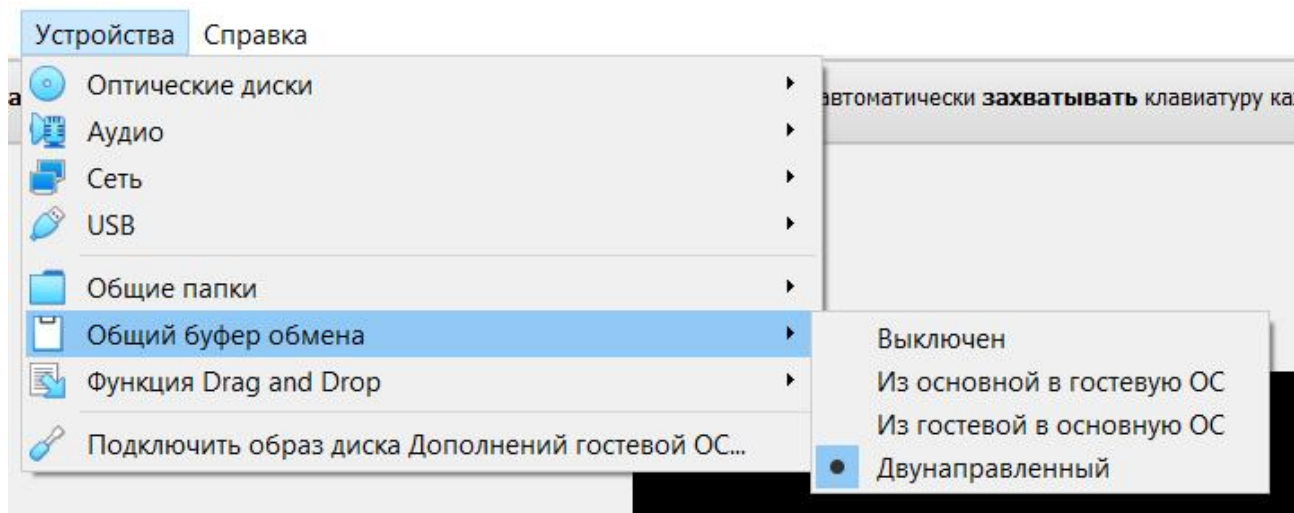 Устройства Справка
Оптические диски
автоматически захватывать клавиатуру ка
Аудио
Сеть
USB
Общие папки
Общий буфер обмена
Выключен
Функция Drag and Drop
Из основной в гостевую ОС
Из гостевой в основную ОС
Подключить образ диска Дополнений гостевой ОС...
Двунаправленный